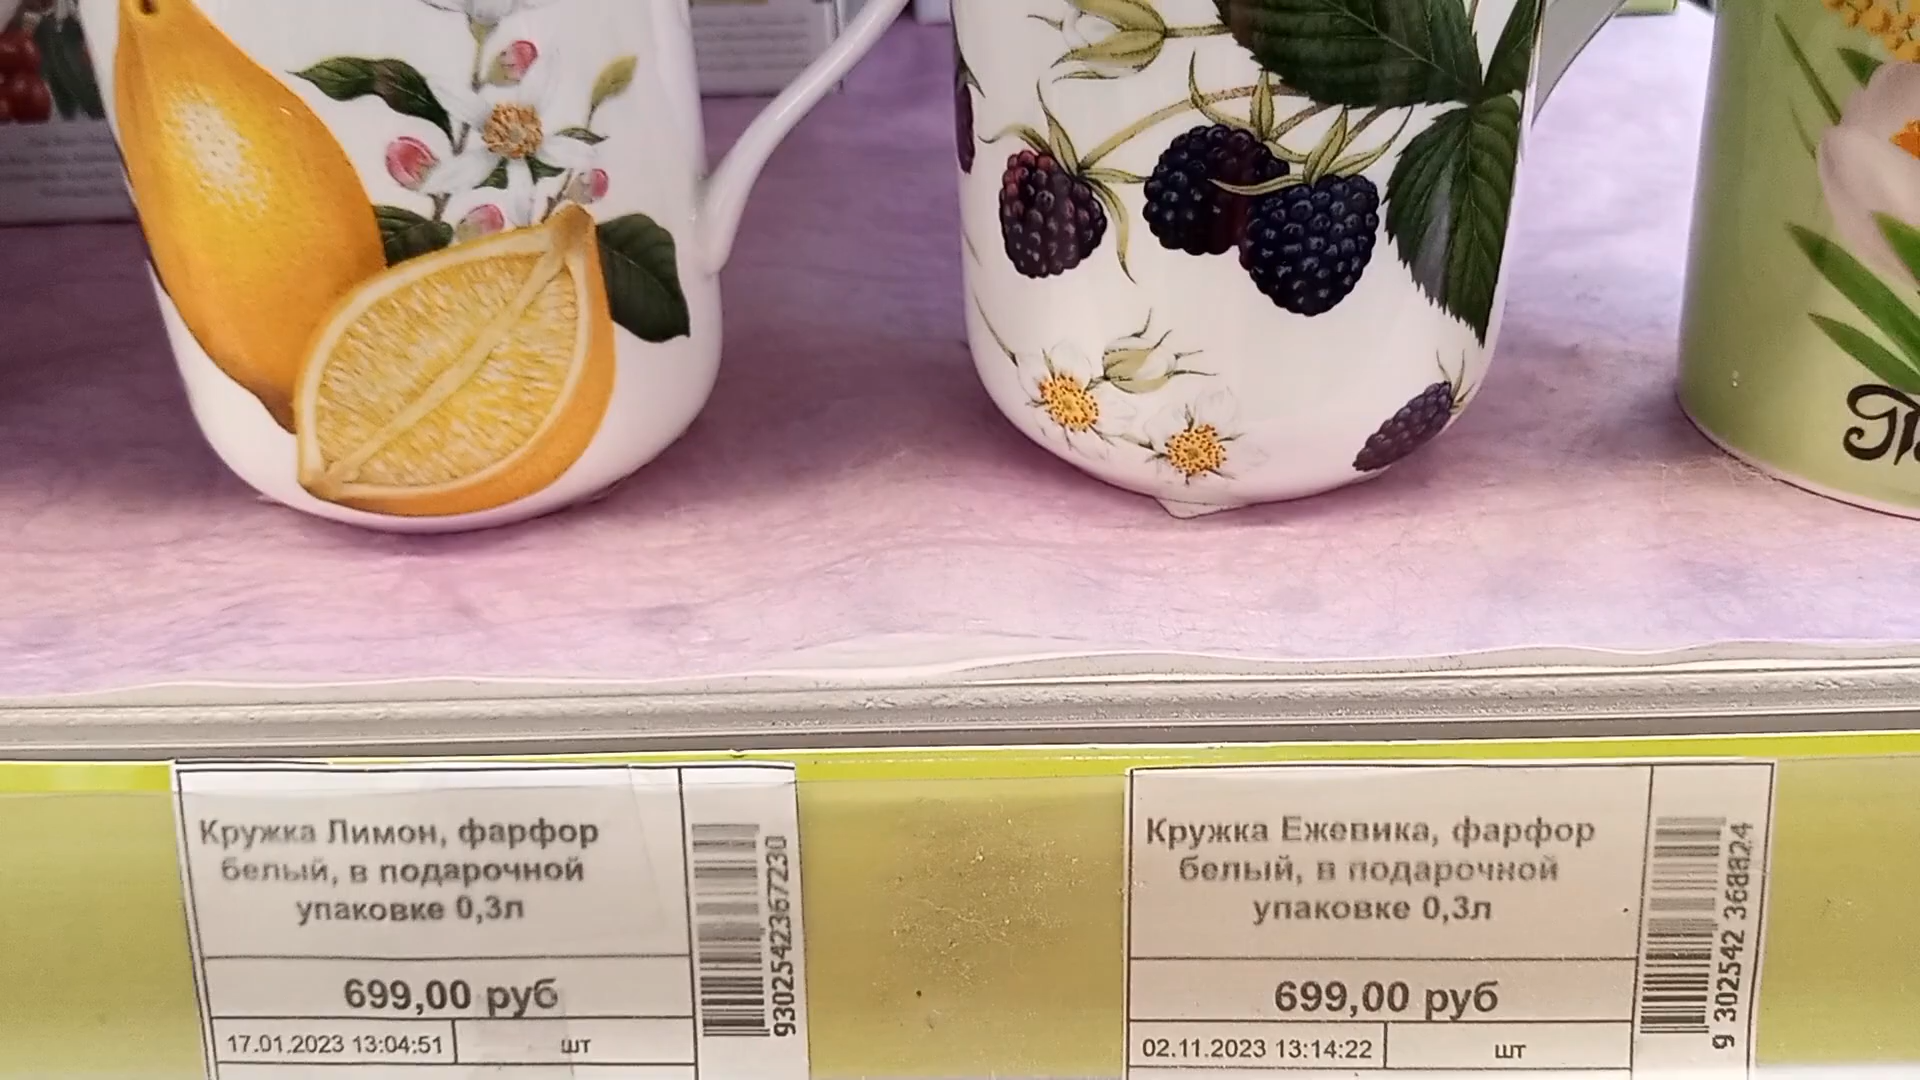 Кружка Лимон, фарфор
белый, в подарочной
упаковке 0,3л
699,00 руб
17.01.2023 13:04:51
шт
9302542367230
Кружка Ежевика, фарфор
белый, в подарочной
упаковке 0,3л
699,00 руб
02.11.2023 13:14:22
шт
9 302542 368824